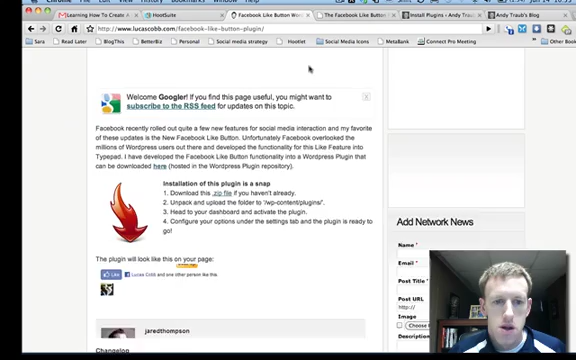 History Bookmarks Window Help
Learning How To Create A
HootSuite
Facebook Like Button Wor
The Facebook Like Button
Install Plugins ‹ Andy Traub
Andy Traub's Blog
http://www.lucascobb.com/facebook-like-button-plugin/
Sara
Read Later
BlogThis
BetterBiz
Personal
Social media strategy
Hootlet
Social Media Icons
MetaBank
Connect Pro Meeting
Welcome Googler! If you find this page useful, you might want to
subscribe to the RSS feed for updates on this topic.
X
Facebook recently rolled out quite a few new features for social media interaction and my favorite
of these updates is the New Facebook Like Button. Unfortunately Facebook overlooked the
millions of Wordpress users out there and developed the functionality for this Like Feature into
Typepad. I have developed the Facebook Like Button functionality into a Wordpress Plugin that
can be downloaded here (hosted in the Wordpress Plugin repository).
Installation of this plugin is a snap
1. Download this .zip file if you haven't already.
2. Unpack and upload the folder to '/wp-content/plugins/'.
3. Head to your dashboard and activate the plugin.
4. Configure your options under the settings tab and the plugin is ready to
go!
The plugin will look like this on your page:
Like
Lucas Cobb and one other person like this.
jaredthompson
Changelog
Add Network News
Name *
Email *
Post Title *
Post URL
http://
Image
Choose
Description